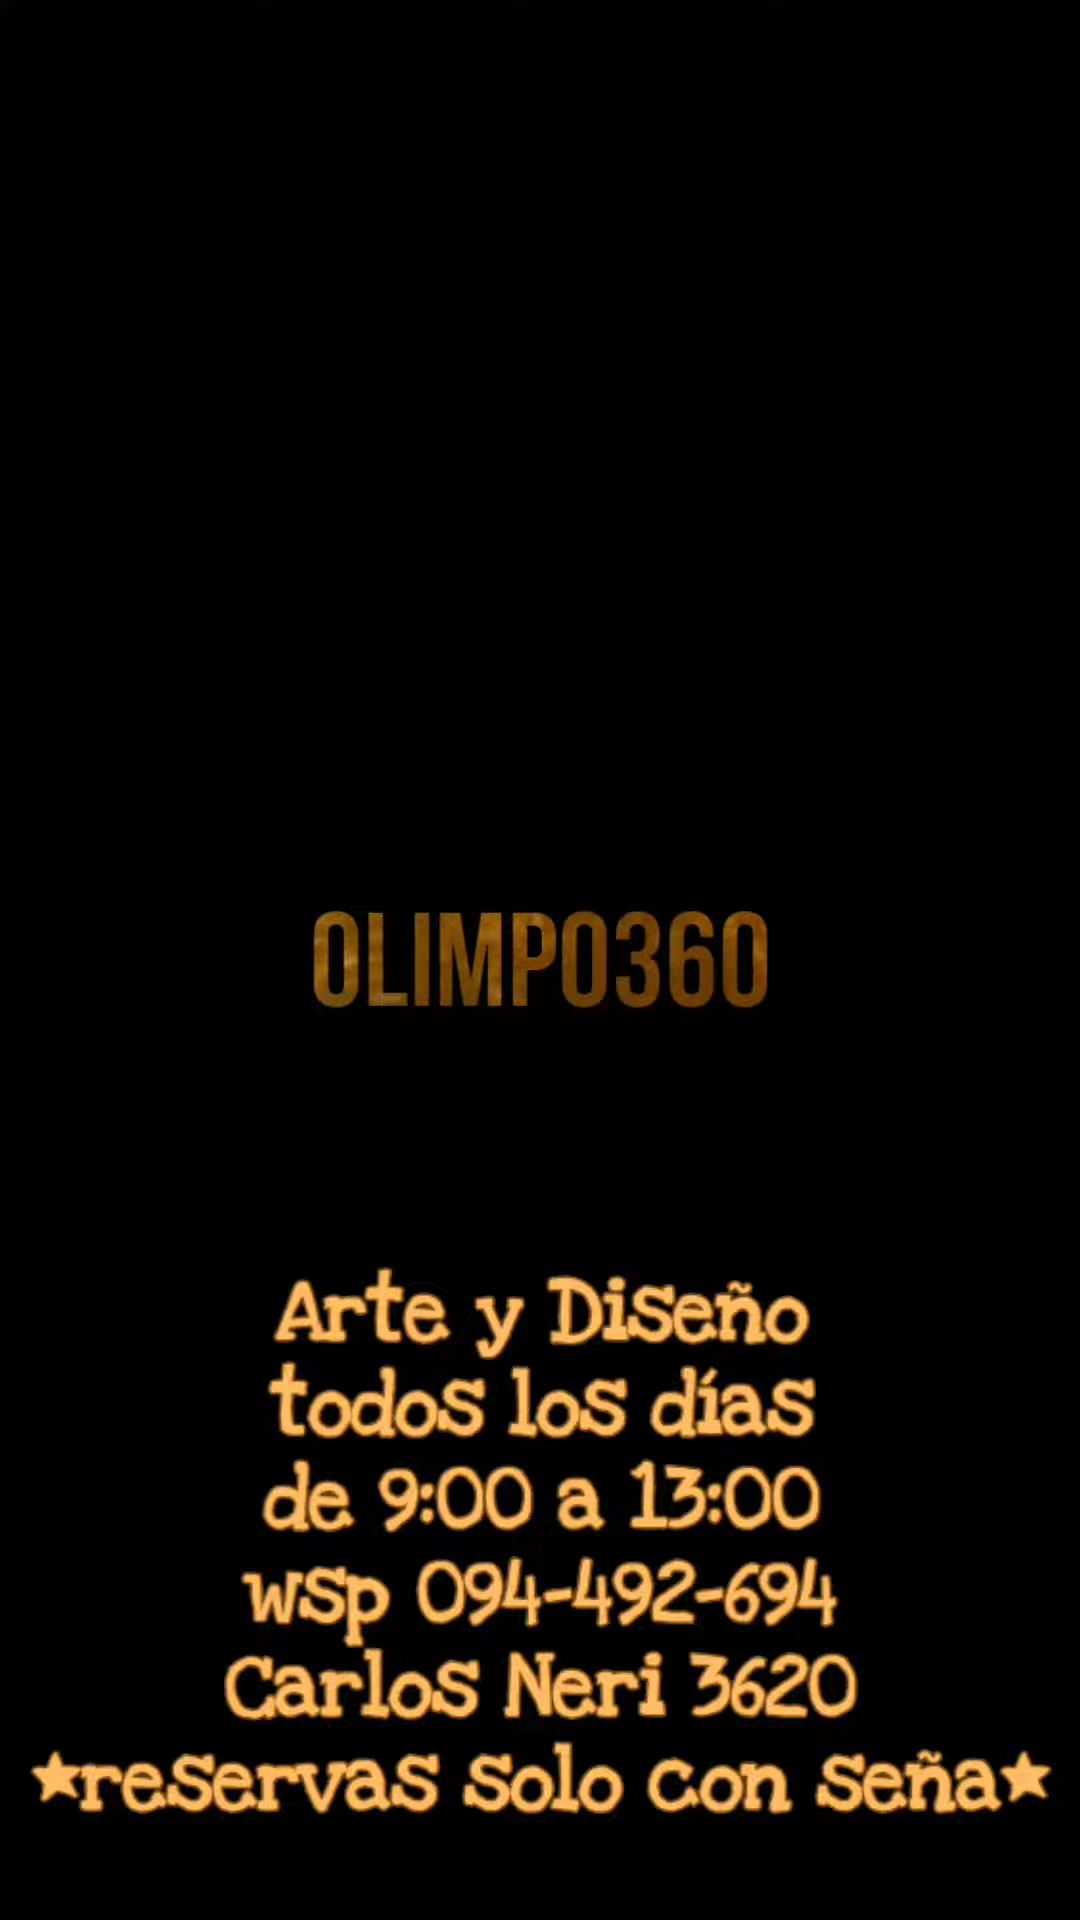 OLIMPO360
Arte y Diseño
todos los días
de 9:00 a 13:00
wsp 094-492-694
Carlos Neri 3620
★reservas solo con seña★